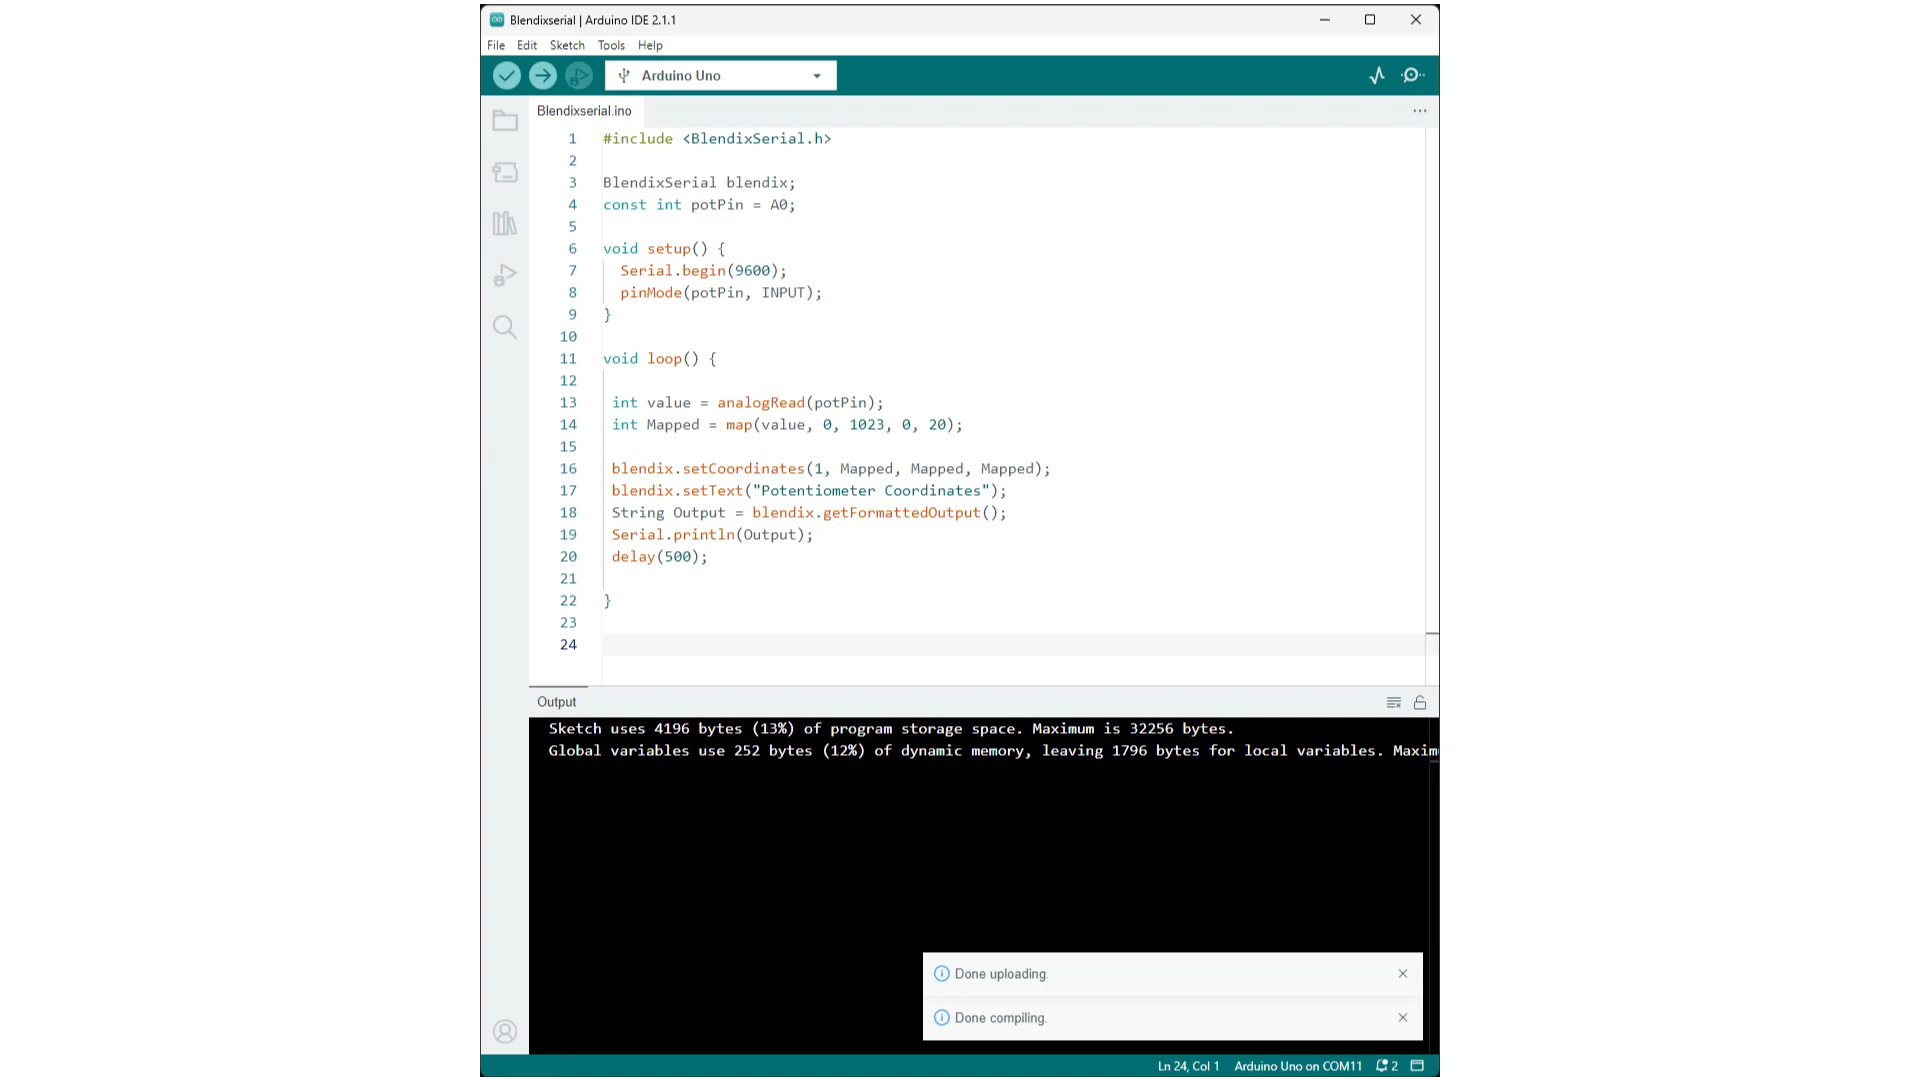 Blendixserial | Arduino IDE 2.1.1
File Edit Sketch Tools Help
Arduino Uno
Blendixserial.ino
1 #include <BlendixSerial.h>
2
3 BlendixSerial blendix;
4 const int potPin = A0;
5
6 void setup() {
7 Serial.begin(9600);
8 pinMode(potPin, INPUT);
9 }
10
11 void loop() {
12
13 int value = analogRead(potPin);
14 int Mapped = map(value, 0, 1023, 0, 20);
15
16 blendix.setCoordinates(1, Mapped, Mapped, Mapped);
17 blendix.setText("Potentiometer Coordinates");
18 String Output = blendix.getFormattedOutput();
19 Serial.println(Output);
20 delay(500);
21
22 }
23
24
Output
Sketch uses 4196 bytes (13%) of program storage space. Maximum is 32256 bytes.
Global variables use 252 bytes (12%) of dynamic memory, leaving 1796 bytes for local variables. Maxim
Done uploading.
Done compiling.
Ln 24, Col 1 Arduino Uno on COM11 2